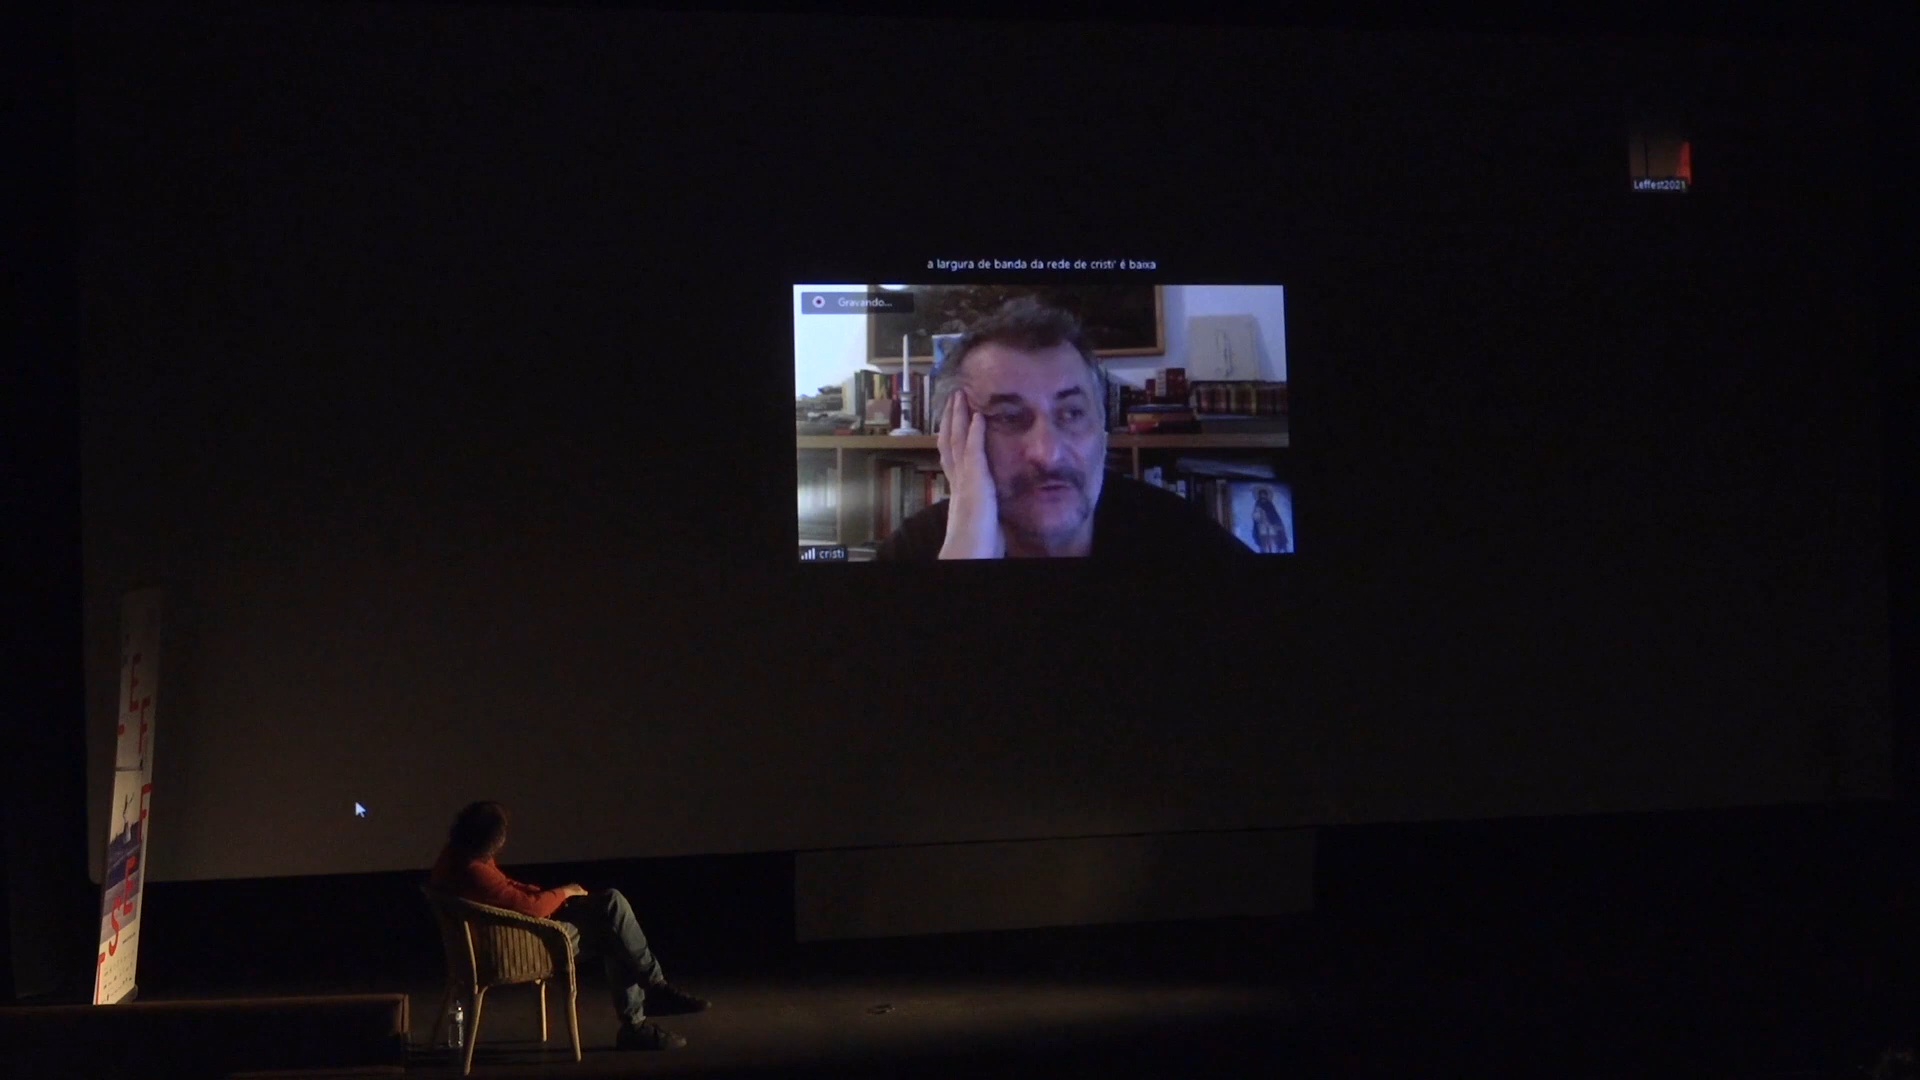 Leffest2021
a largura de banda da rede de cristi' é baixa
Gravando...
cristi
L
E
F
F
E
S
T